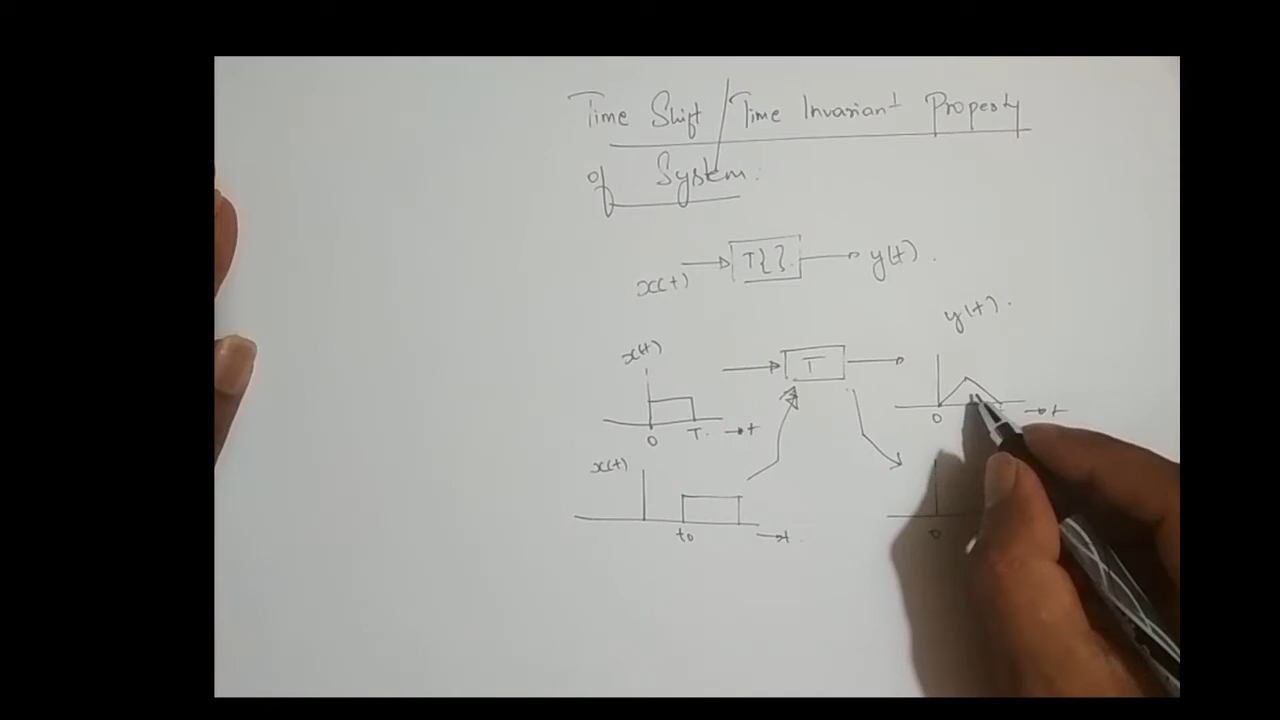 Time Shift / Time Invariant Property
of System.
x(t) T{ }. y(t).
y(t).
x(t) T
0 T. t 0 t
x(t)
t0 t. 0